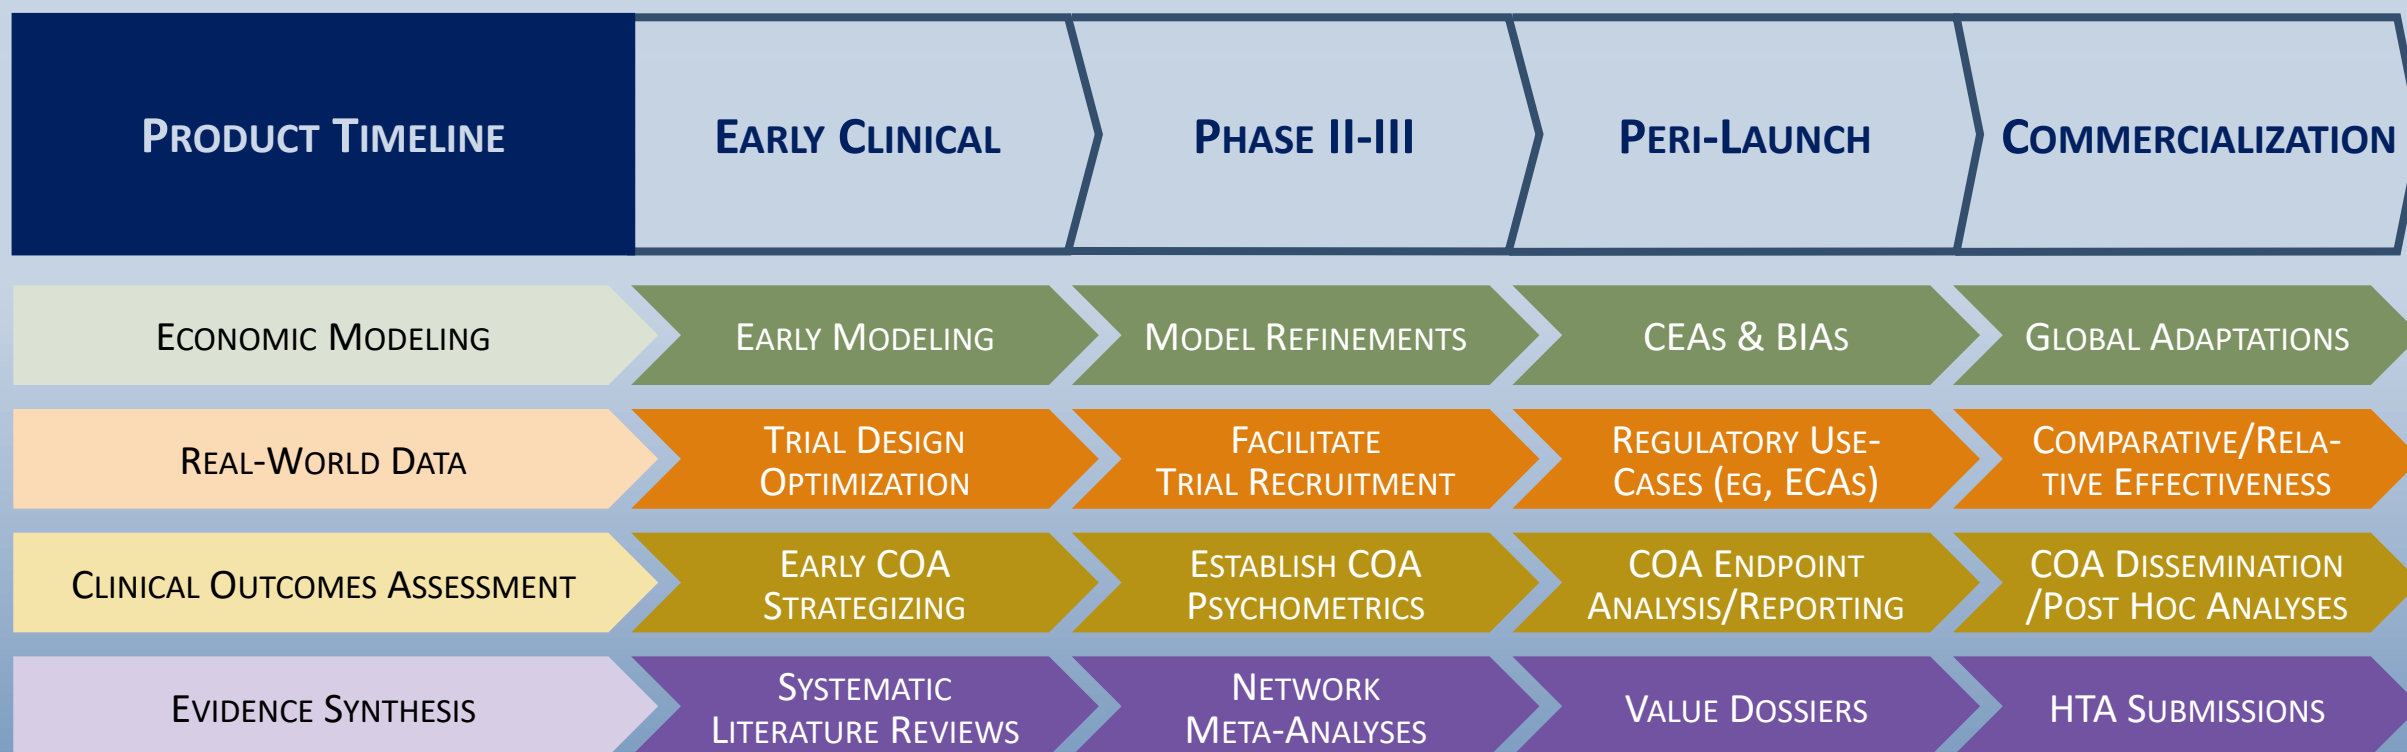 Product Timeline
Early Clinical
Phase II-III
Peri-Launch
Commercialization
Economic Modeling
Early Modeling
Model Refinements
CEAs & BIAs
Global Adaptations
Real-World Data
Trial Design
Optimization
Facilitate
Trial Recruitment
Regulatory Use-
Cases (eg, ECAs)
Comparative/Rela-
tive Effectiveness
Clinical Outcomes Assessment
Early COA
Strategizing
Establish COA
Psychometrics
COA Endpoint
Analysis/Reporting
COA Dissemination
/Post Hoc Analyses
Evidence Synthesis
Systematic
Literature Reviews
Network
Meta-Analyses
Value Dossiers
HTA Submissions